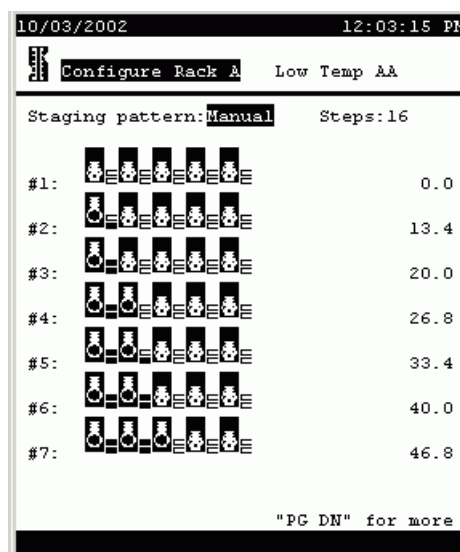 10/03/2002 12:03:15 PM
Configure Rack A Low Temp AA
Staging pattern:Manual Steps:16
#1: 0.0
#2: 13.4
#3: 20.0
#4: 26.8
#5: 33.4
#6: 40.0
#7: 46.8
"PG DN" for more